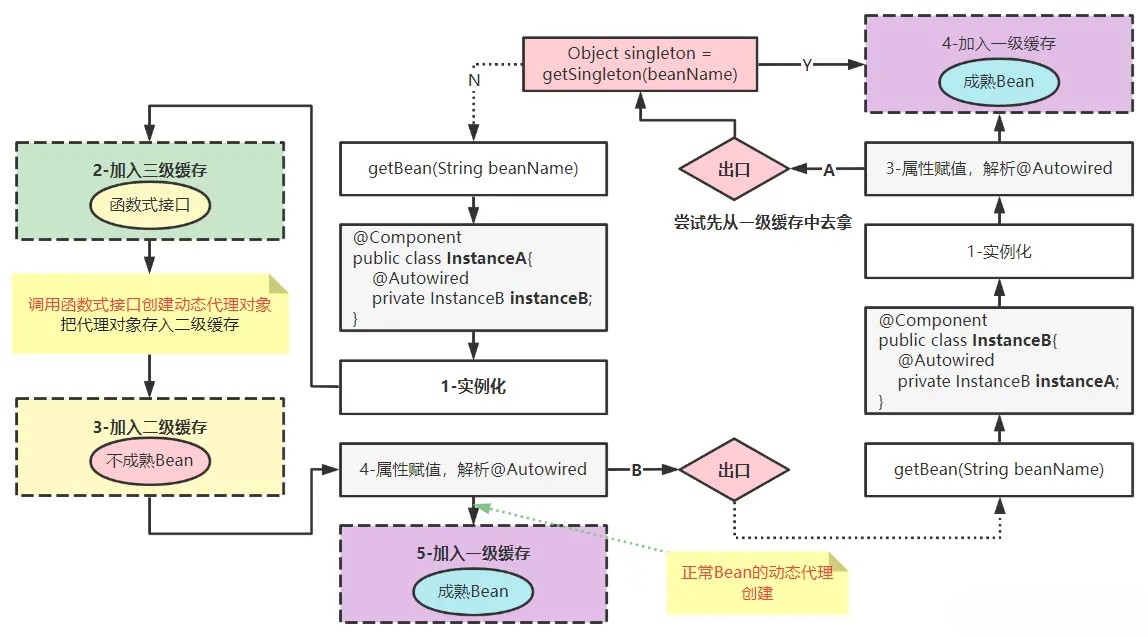 Object singleton =
getSingleton(beanName)
N
Y
4-加入一级缓存
成熟Bean
2-加入三级缓存
函数式接口
getBean(String beanName)
出口
A
3-属性赋值，解析@Autowired
尝试先从一级缓存中去拿
@Component
public class InstanceA{
@Autowired
private InstanceB instanceB;
}
1-实例化
调用函数式接口创建动态代理对象
把代理对象存入二级缓存
1-实例化
@Component
public class InstanceB{
@Autowired
private InstanceB instanceA;
}
3-加入二级缓存
不成熟Bean
4-属性赋值，解析@Autowired
B
出口
getBean(String beanName)
5-加入一级缓存
成熟Bean
正常Bean的动态代理
创建